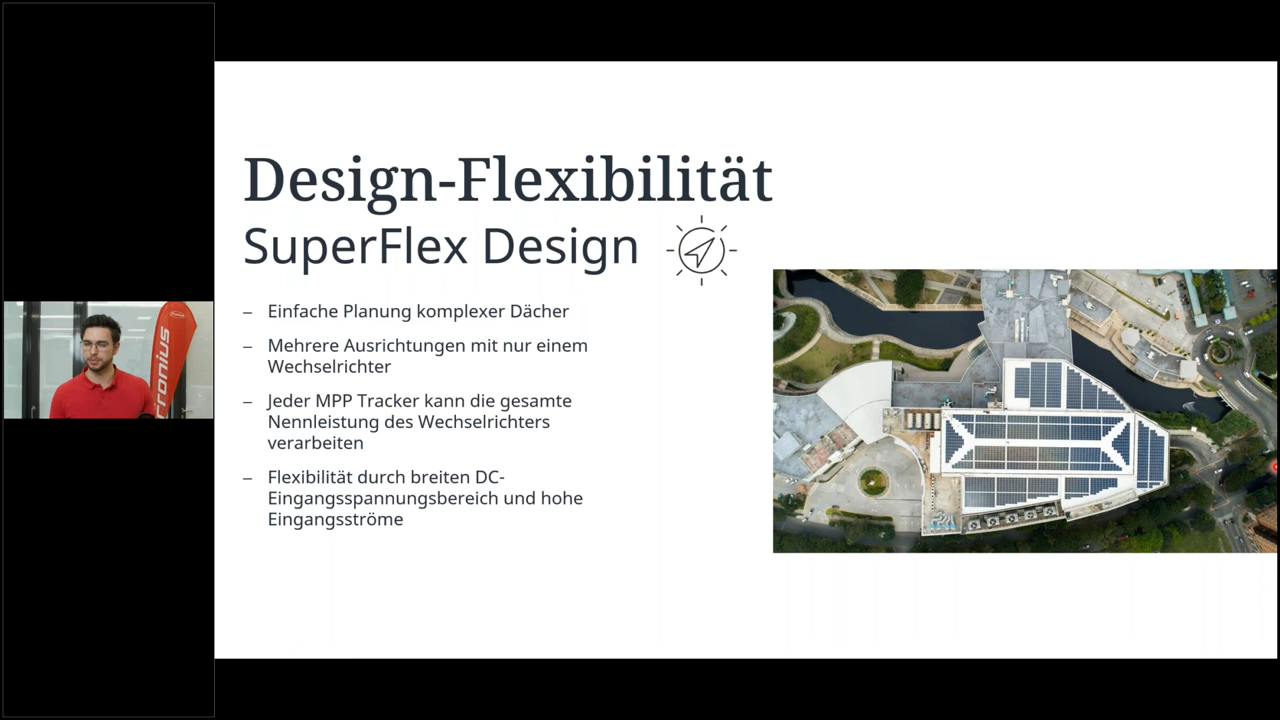 Design-Flexibilität
SuperFlex Design
– Einfache Planung komplexer Dächer
– Mehrere Ausrichtungen mit nur einem
Wechselrichter
– Jeder MPP Tracker kann die gesamte
Nennleistung des Wechselrichters
verarbeiten
– Flexibilität durch breiten DC-
Eingangsspannungsbereich und hohe
Eingangsströme
Fronius